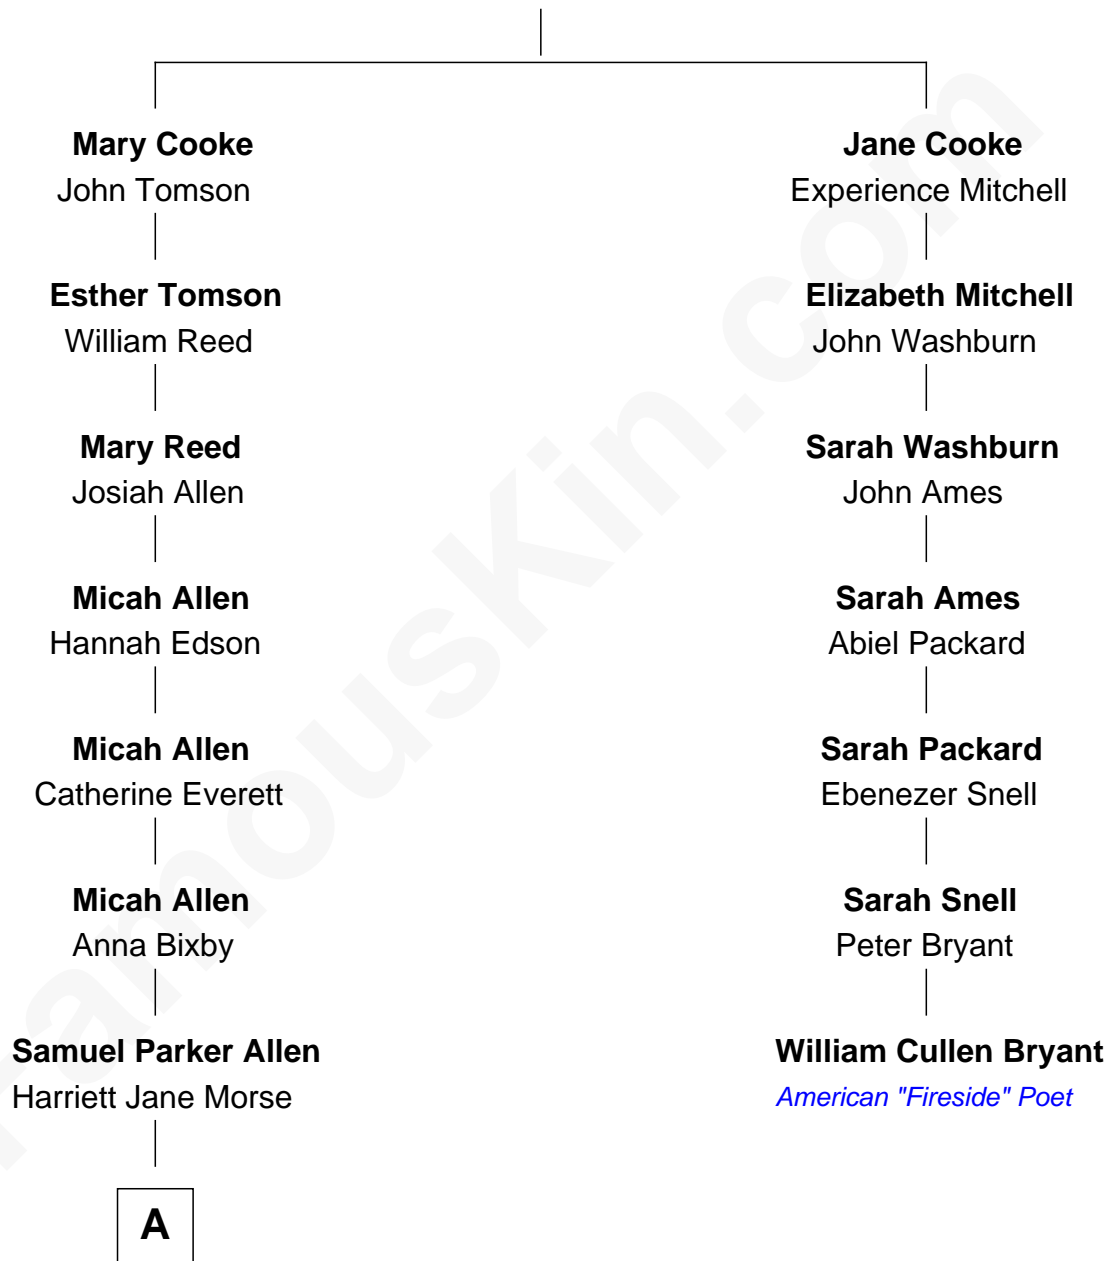 Mary Cooke
John Tomson
Jane Cooke
Experience Mitchell
Esther Tomson
William Reed
Elizabeth Mitchell
John Washburn
Mary Reed
Josiah Allen
Sarah Washburn
John Ames
Micah Allen
Hannah Edson
Sarah Ames
Abiel Packard
Micah Allen
Catherine Everett
Sarah Packard
Ebenezer Snell
Micah Allen
Anna Bixby
Sarah Snell
Peter Bryant
Samuel Parker Allen
Harriett Jane Morse
William Cullen Bryant
American "Fireside" Poet
A
FamousKin.com